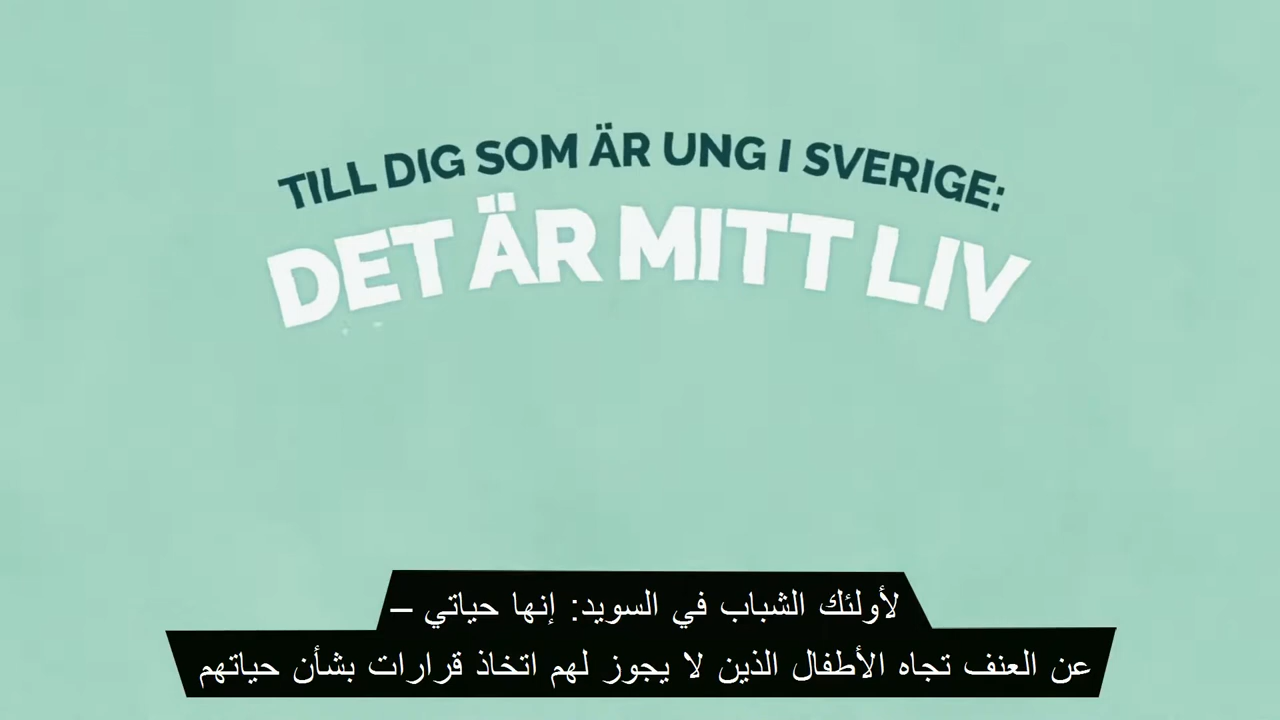 TILL DIG SOM ÄR UNG I SVERIGE:
DET ÄR MITT LIV
لأولئك الشباب في السويد: إنها حياتي –
عن العنف تجاه الأطفال الذين لا يجوز لهم اتخاذ قرارات بشأن حياتهم